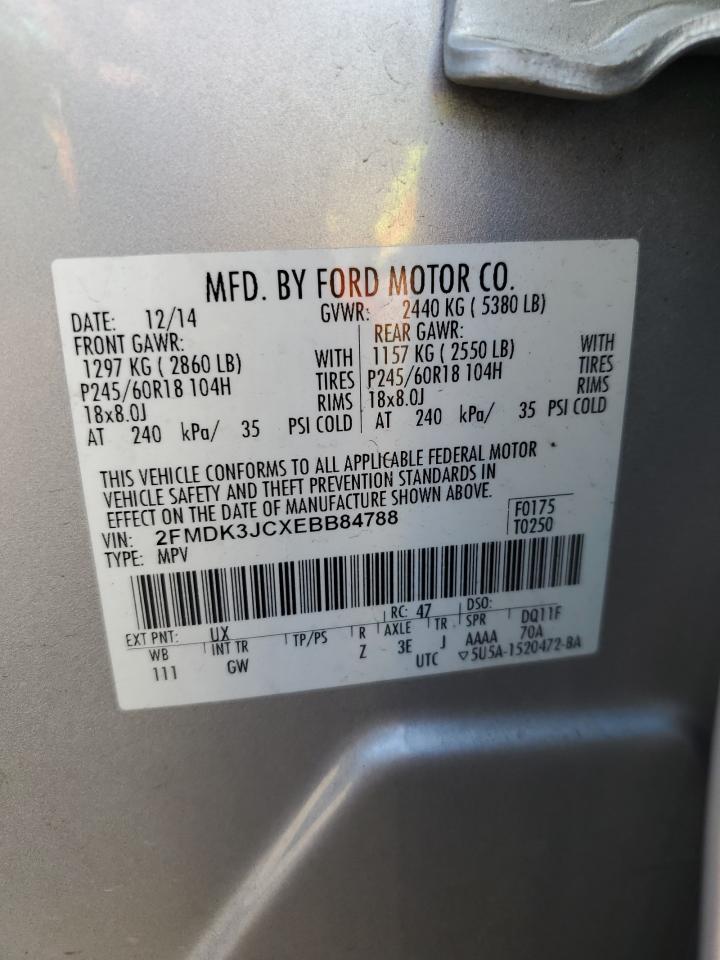 MFD. BY FORD MOTOR CO.
DATE: 12/14 GVWR: 2440 KG ( 5380 LB)
FRONT GAWR: REAR GAWR:
1297 KG ( 2860 LB) WITH 1157 KG ( 2550 LB) WITH
P245/60R18 104H TIRES P245/60R18 104H TIRES
18x8.0J RIMS 18x8.0J RIMS
AT 240 kPa/ 35 PSI COLD AT 240 kPa/ 35 PSI COLD
THIS VEHICLE CONFORMS TO ALL APPLICABLE FEDERAL MOTOR
VEHICLE SAFETY AND THEFT PREVENTION STANDARDS IN
EFFECT ON THE DATE OF MANUFACTURE SHOWN ABOVE.
VIN: 2FMDK3JCXEBB84788 F0175
TYPE: MPV T0250
EXT PNT: UX RC: 47 DSO:
WB INT TR TP/PS R AXLE TR SPR DQ11F
111 GW Z 3E J AAAA 70A
UTC ▽5U5A-1520472-BA